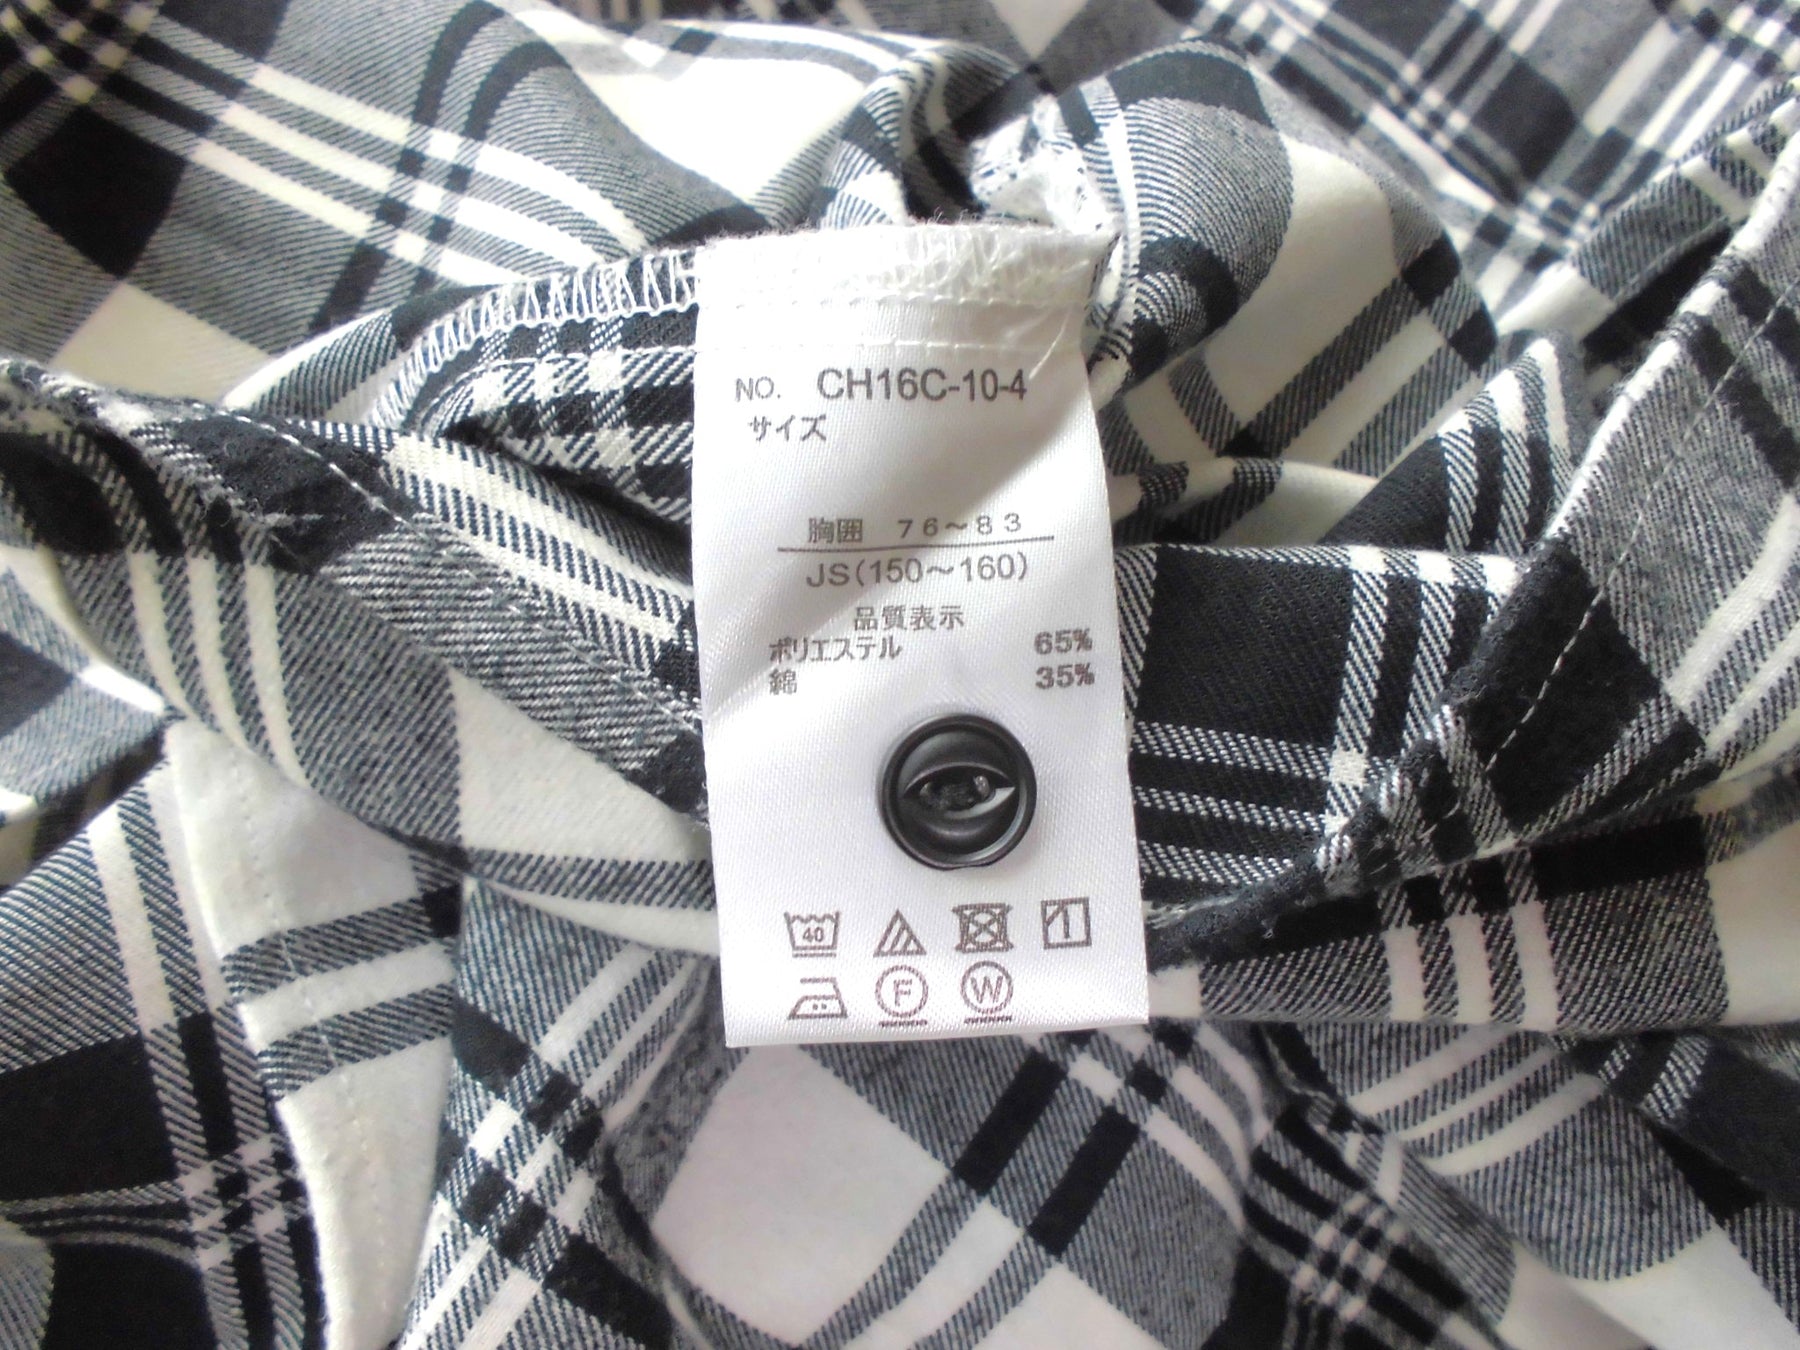 NO. CH16C-10-4
サイズ
胸囲 76～83
JS(150～160)
品質表示
ポリエステル 65%
綿 35%
40
F W